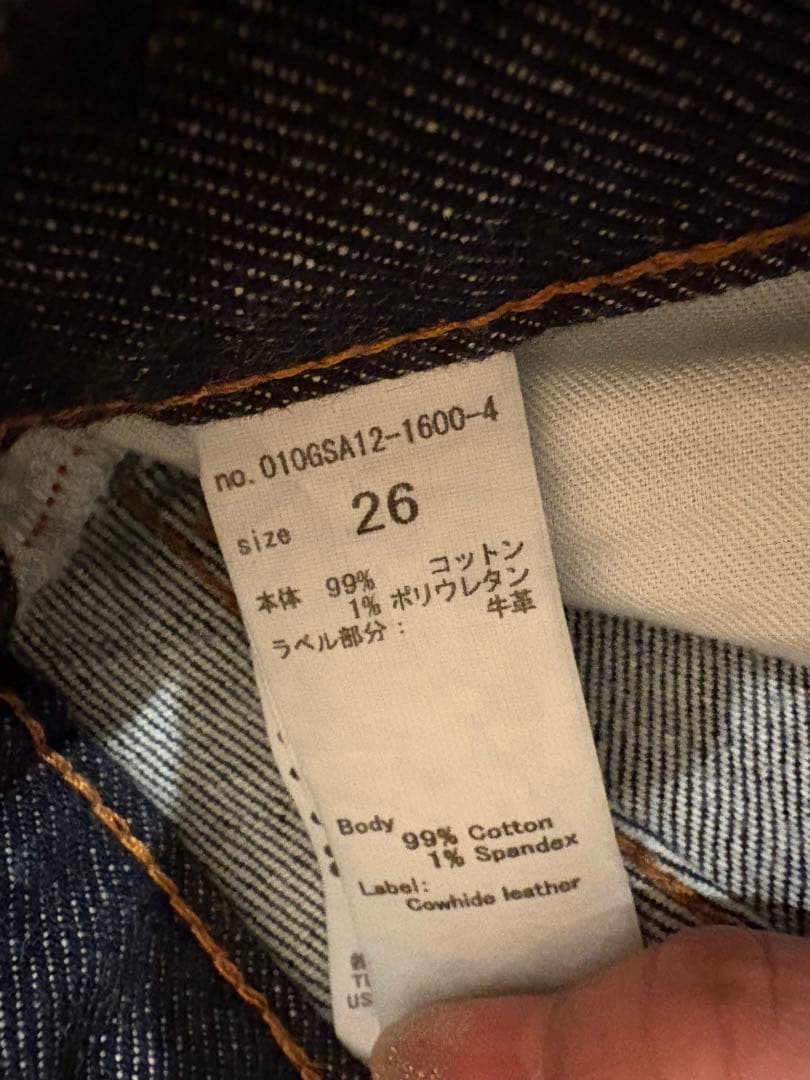 no.010GSA12-1600-4
size 26
本体 99% コットン
1% ポリウレタン
ラベル部分： 牛革
Body
99% Cotton
1% Spandex
Label:
Cowhide leather
US